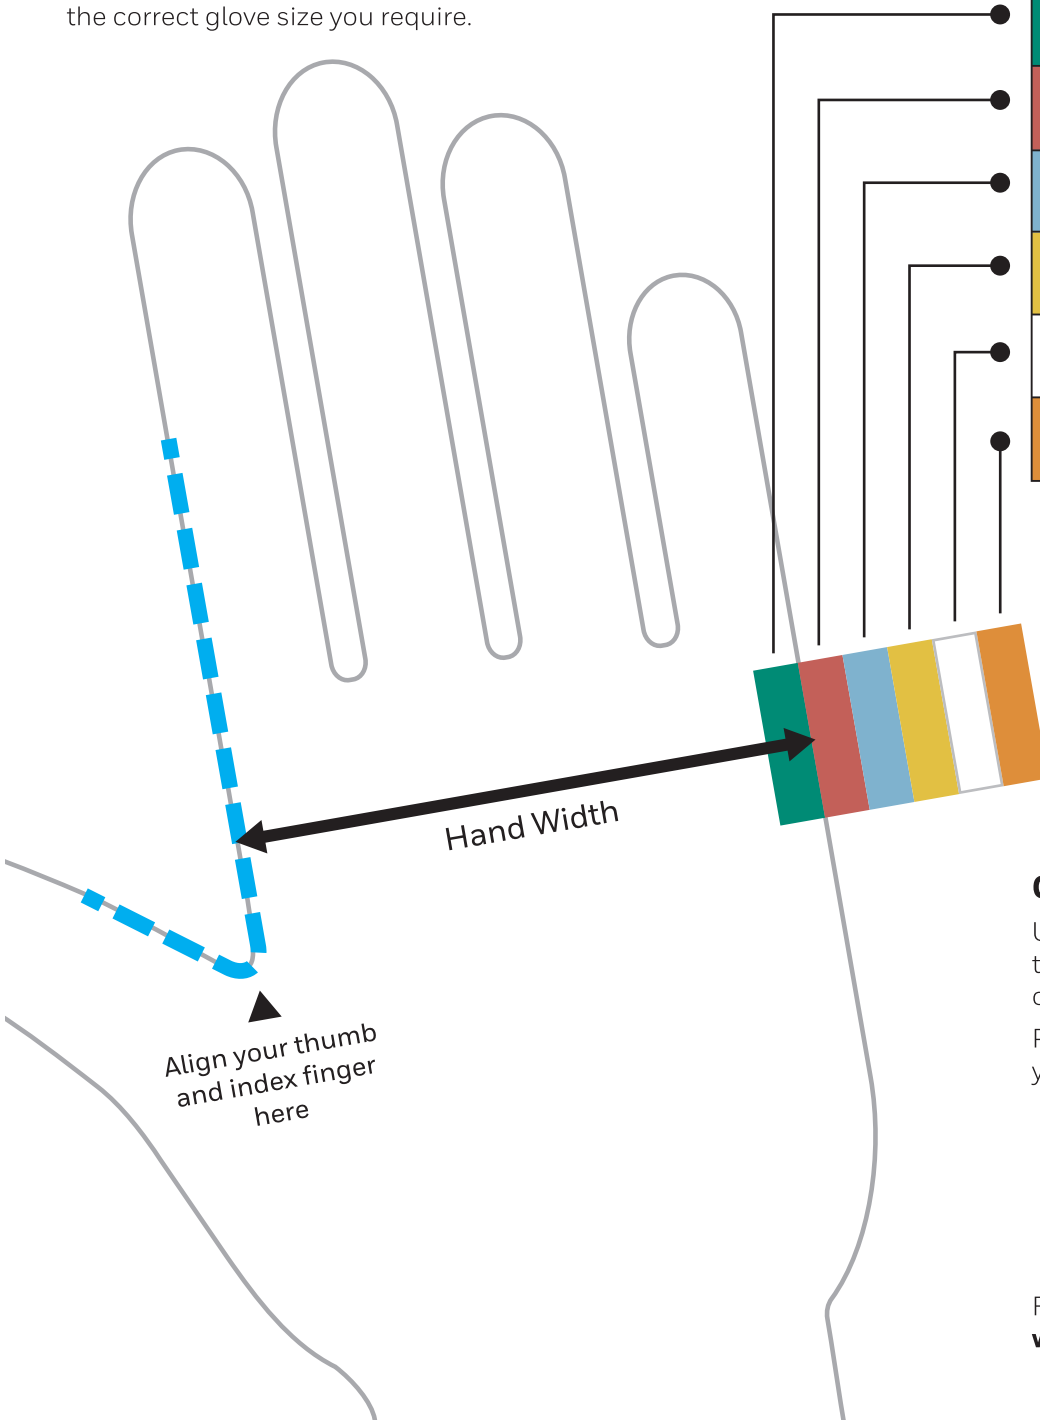 the correct glove size you require.
Hand Width
Align your thumb
and index finger
here